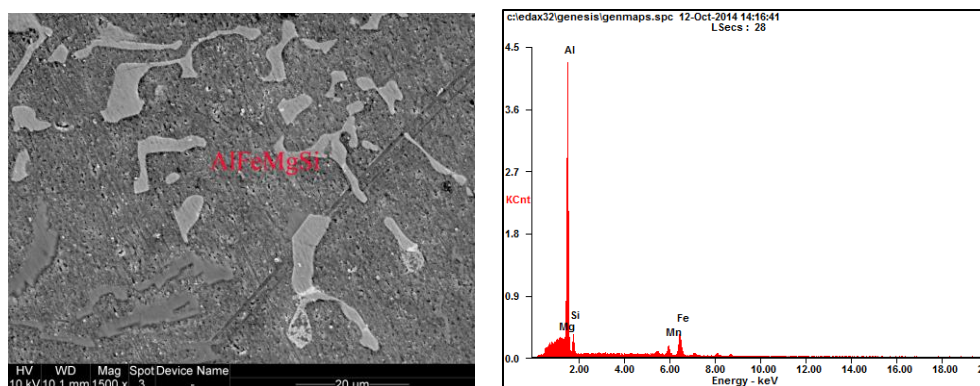 AlFeMgSi
HV WD Mag Spot Device Name
10 kV 10.1 mm 1500 x 3 - 20 µm
c:\edax32\genesis\genmaps.spc 12-Oct-2014 14:16:41
LSecs : 28
4.5
Al
3.6
2.7
KCnt
1.8
0.9
Si
Mg
Mn
Fe
0.0
2.00 4.00 6.00 8.00 10.00 12.00 14.00 16.00 18.00
Energy - keV